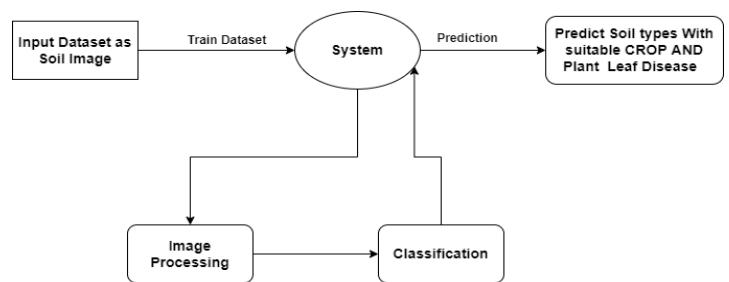 Input Dataset as
Soil Image
Train Dataset
System
Prediction
Predict Soil types With
suitable CROP AND
Plant Leaf Disease
Image
Processing
Classification